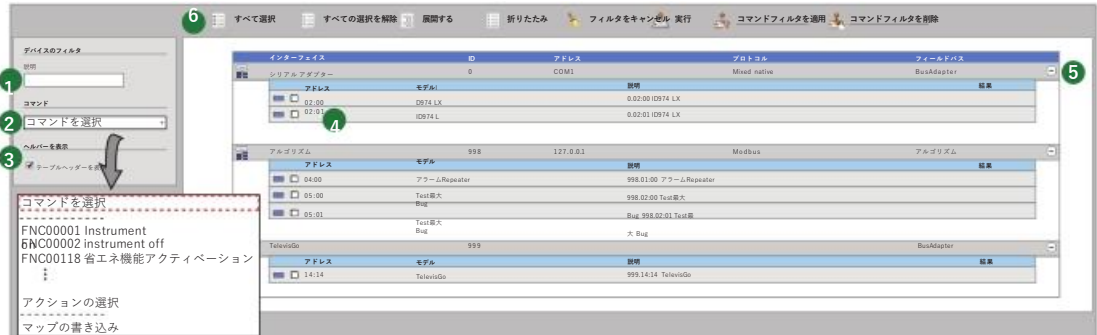 6 すべて選択 すべての選択を解除 展開する 折りたたみ フィルタをキャンセル 実行 コマンドフィルタを適用 コマンドフィルタを削除
デバイスのフィルタ
説明
1
コマンド
2 コマンドを選択
ヘルパーを表示
3 テーブルヘッダーを表
コマンドを選択
FNC00001 Instrument
on
FNC00002 instrument off
FNC00118 省エネ機能アクティベーション
アクションの選択
マップの書き込み
インターフェイス ID アドレス プロトコル フィールドバス
シリアルアダプター 0 COM1 Mixed native BusAdapter 5
アドレス モデル 説明 結果
02:00 D974 LX 0.02:00 ID974 LX
02:01 4 ID974 L 0.02:01 ID974 LX
アルゴリズム 998 127.0.0.1 Modbus アルゴリズム
アドレス モデル 説明 結果
04:00 アラームRepeater 998.01:00 アラームRepeater
05:00 Test最大 998.02:00 Test最大
Bug
05:01 Bug 998.02:01 Test最
Test最大
Bug 大 Bug
TelevisGo 999 BusAdapter
アドレス モデル 説明 結果
14:14 TelevisGo 999.14:14 TelevisGo